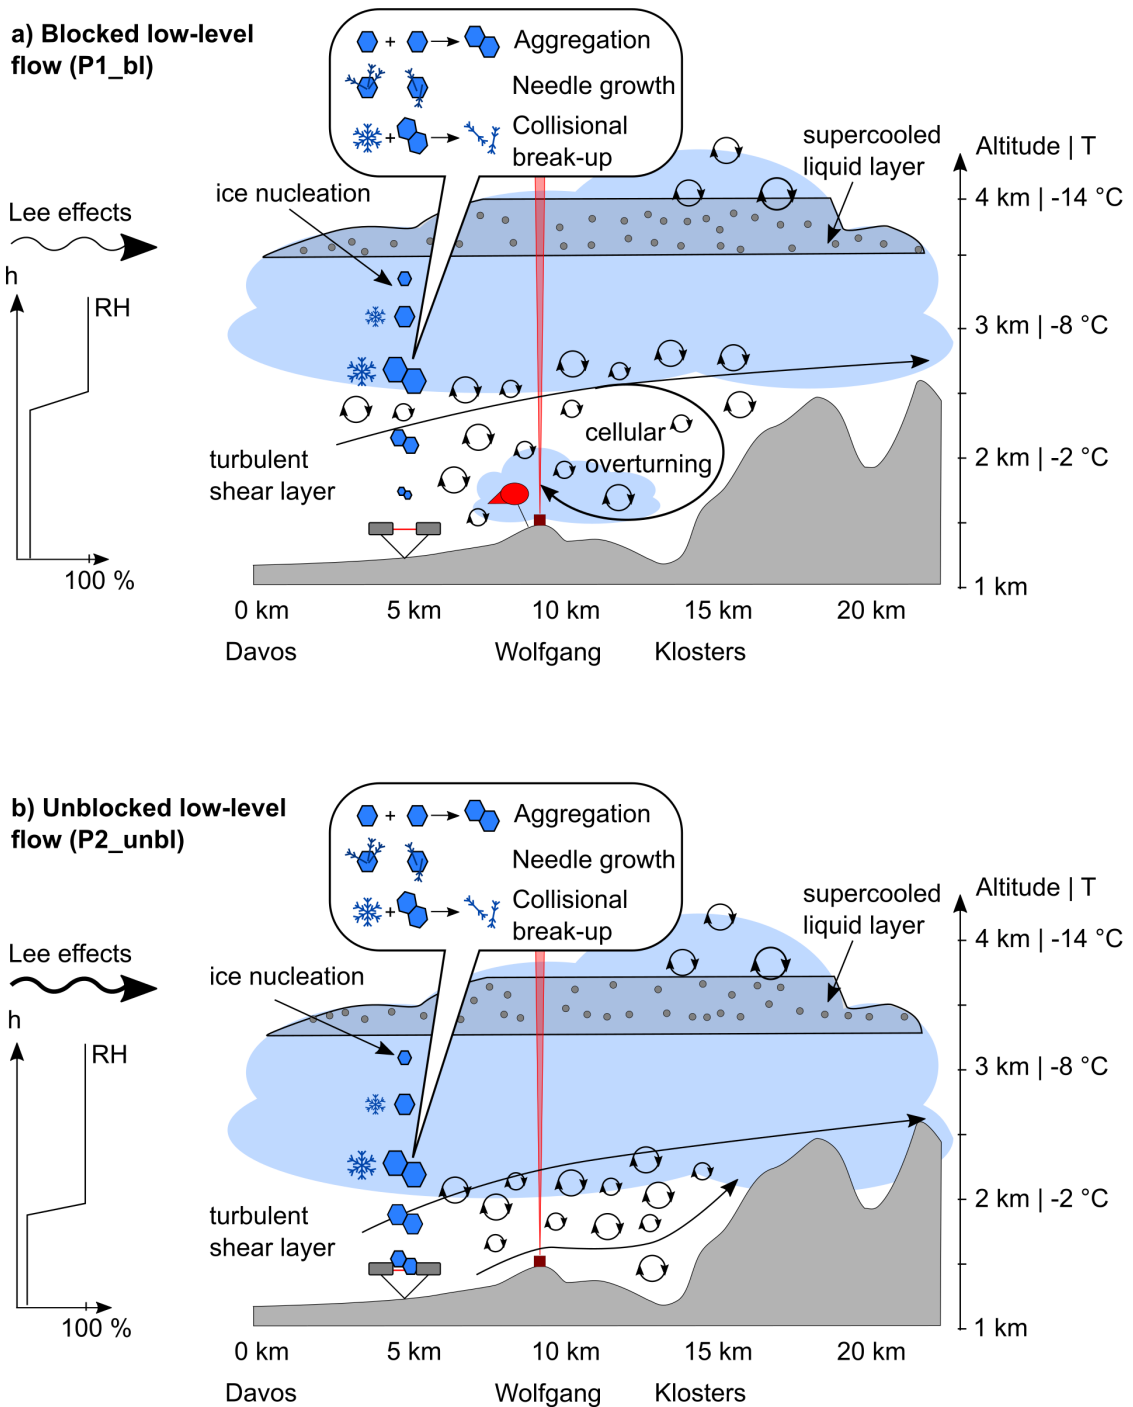 a) Blocked low-level
flow (P1_bl)
+
Aggregation
Needle growth
+
Collisional
break-up
supercooled
liquid layer
Altitude | T
ice nucleation
Lee effects
4 km | -14 °C
h
RH
3 km | -8 °C
cellular
overturning
turbulent
shear layer
2 km | -2 °C
100 %
1 km
0 km
5 km
10 km
15 km
20 km
Davos
Wolfgang
Klosters
b) Unblocked low-level
flow (P2_unbl)
+
Aggregation
Needle growth
+
Collisional
break-up
supercooled
liquid layer
Altitude | T
Lee effects
ice nucleation
4 km | -14 °C
h
RH
3 km | -8 °C
turbulent
shear layer
2 km | -2 °C
100 %
1 km
0 km
5 km
10 km
15 km
20 km
Davos
Wolfgang
Klosters